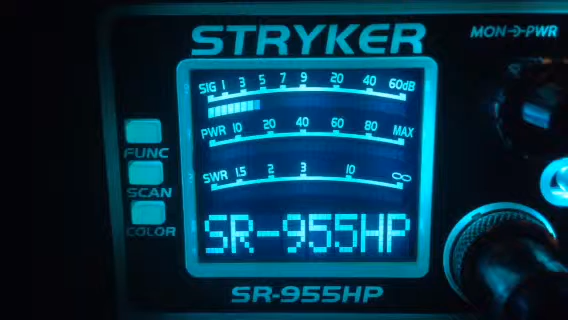 STRYKER
MON-PWR
SIG 1 3 5 7 9 20 40 60dB
PWR 10 20 40 60 80 MAX
SWR 1.5 2 3 10 ∞
FUNC
SCAN
COLOR
SR-955HP
SR-955HP